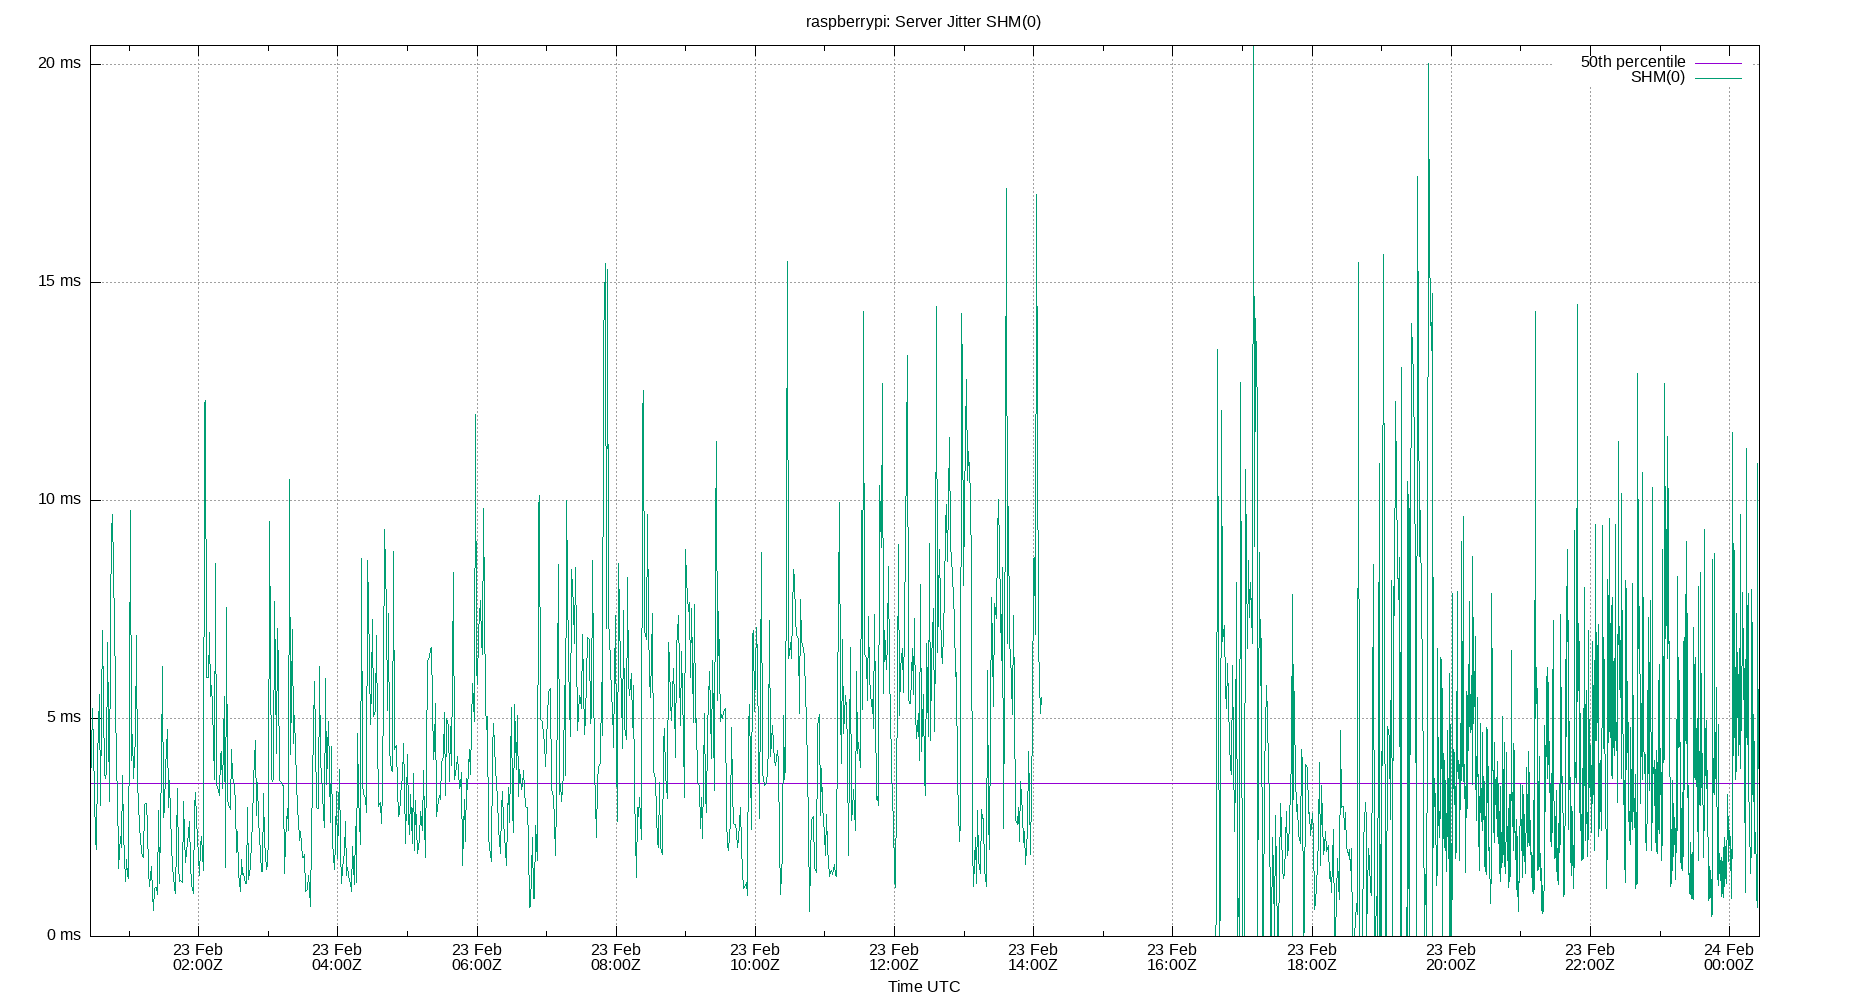 raspberrypi: Server Jitter SHM(0)
20 ms
50th percentile
SHM(0)
15 ms
10 ms
5 ms
0 ms
23 Feb 23 Feb 23 Feb 23 Feb 23 Feb 23 Feb 23 Feb 23 Feb 23 Feb 23 Feb 23 Feb 24 Feb
02:00Z 04:00Z 06:00Z 08:00Z 10:00Z 12:00Z 14:00Z 16:00Z 18:00Z 20:00Z 22:00Z 00:00Z
Time UTC